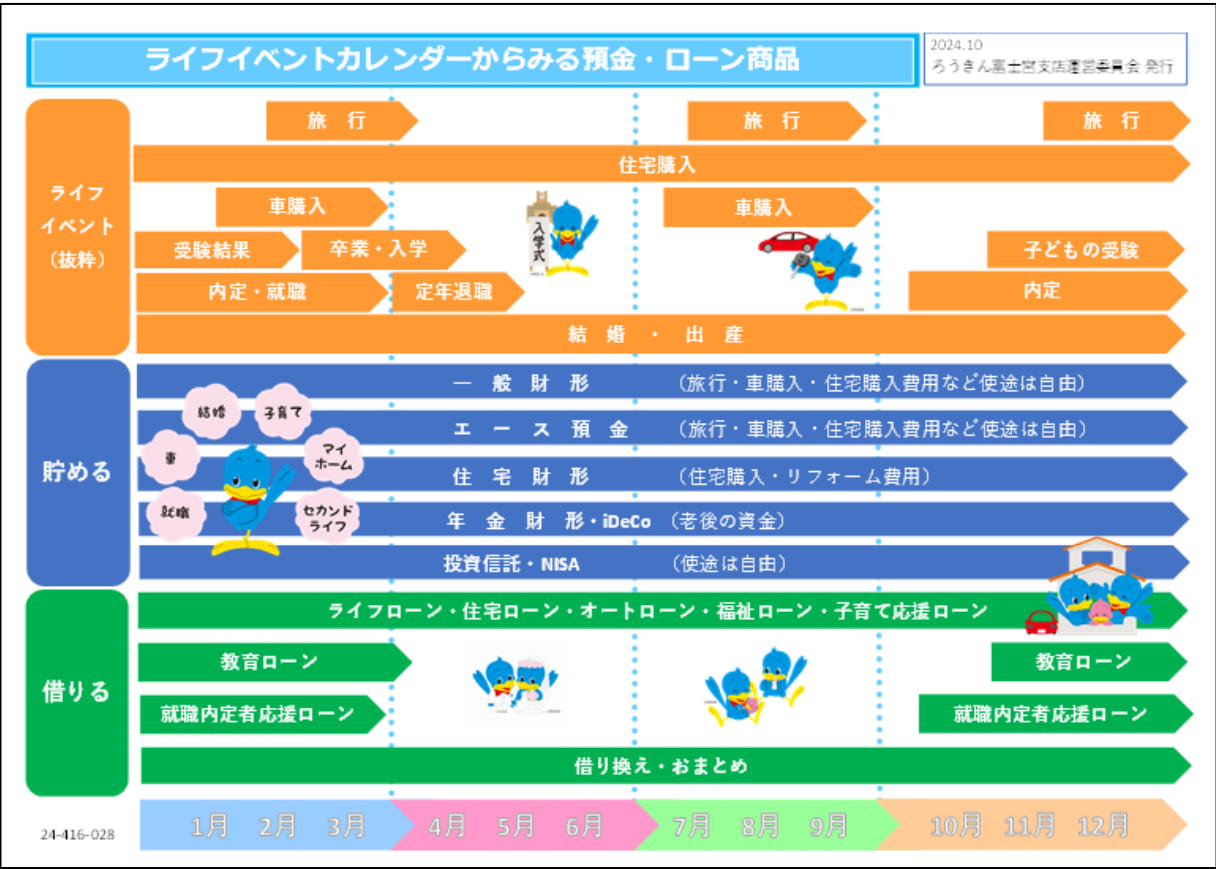 ライフイベントカレンダーからみる預金・ローン商品
2024.10
ろうきん富士宮支店運営委員会 発行
ライフ
イベント
（抜粋）
旅 行
旅 行
旅 行
住宅購入
車購入
車購入
受験結果
卒業・入学
子どもの受験
内定・就職
定年退職
内定
結 婚 ・ 出 産
入学式
貯める
一 般 財 形 （旅行・車購入・住宅購入費用など使途は自由）
エ ー ス 預 金 （旅行・車購入・住宅購入費用など使途は自由）
住 宅 財 形 （住宅購入・リフォーム費用）
年 金 財 形・iDeCo （老後の資金）
投資信託・NISA （使途は自由）
結婚
子育て
車
マイ
ホーム
就職
セカンド
ライフ
借りる
ライフローン・住宅ローン・オートローン・福祉ローン・子育て応援ローン
教育ローン
教育ローン
就職内定者応援ローン
就職内定者応援ローン
借り換え・おまとめ
24-416-028
1月 2月 3月 4月 5月 6月 7月 8月 9月 10月 11月 12月